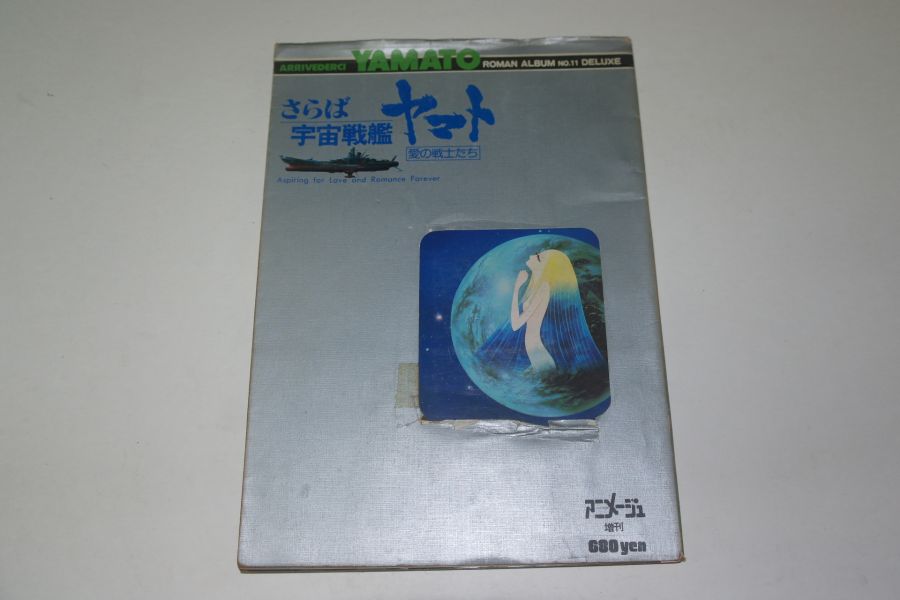 ARRIVEDERCI YAMATO ROMAN ALBUM NO.11 DELUXE
さらば
宇宙戦艦 ヤマト
愛の戦士たち
Aspiring for Love and Romance Forever
アニメージュ
増刊
680yen